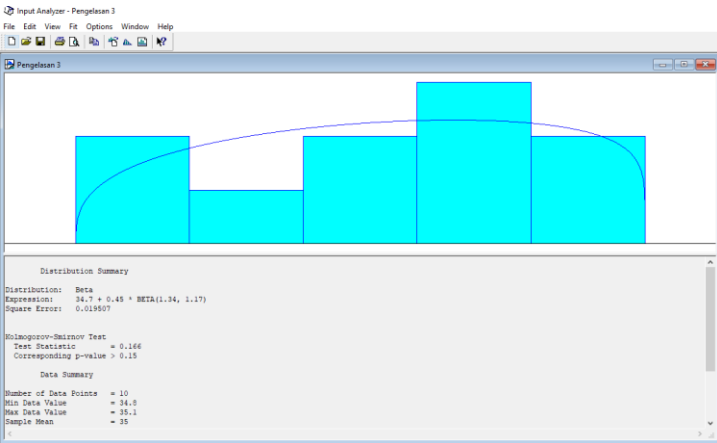 Input Analyzer - Pengelasan 3
File Edit View Fit Options Window Help
Pengelasan 3
Distribution Summary
Distribution: Beta
Expression: 34.7 + 0.45 * BETA(1.34, 1.17)
Square Error: 0.019507
Kolmogorov-Smirnov Test
Test Statistic = 0.166
Corresponding p-value > 0.15
Data Summary
Number of Data Points = 10
Min Data Value = 34.8
Max Data Value = 35.1
Sample Mean = 35